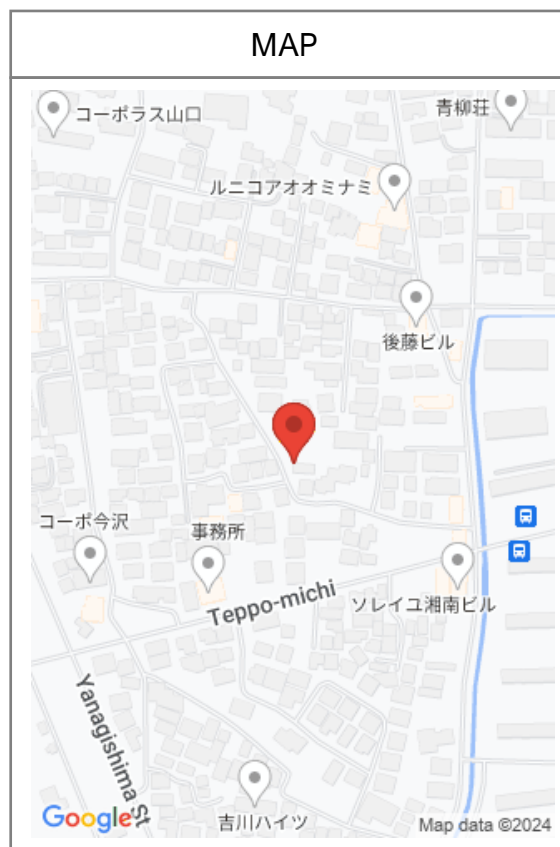 MAP
コーポラス山口
青柳荘
ルニコアオオミナミ
後藤ビル
コーポ今沢
事務所
Teppo-michi
ソレイユ湘南ビル
Yanagishima St
吉川ハイツ
Google
Map data ©2024